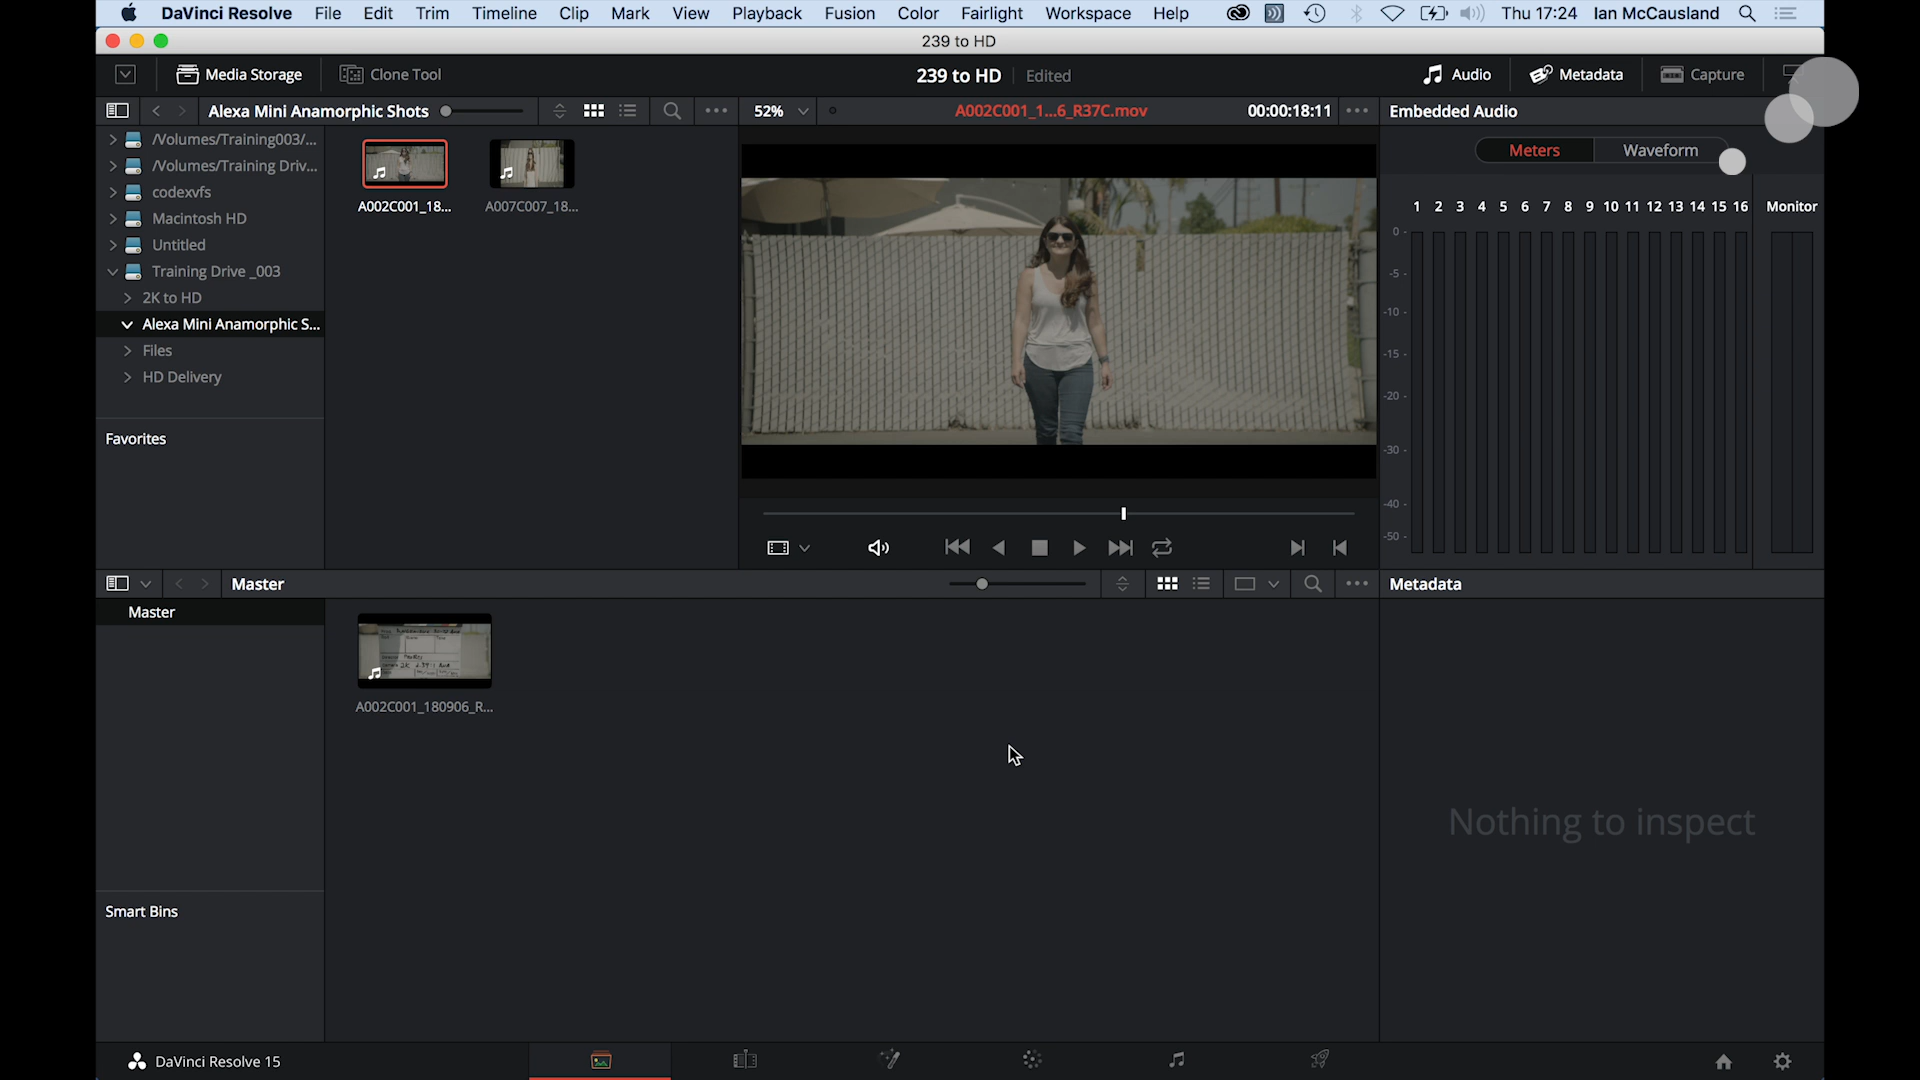 DaVinci Resolve File Edit Trim Timeline Clip Mark View Playback Fusion Color Fairlight Workspace Help Thu 17:24 Ian McCausland
239 to HD
Media Storage Clone Tool 239 to HD Edited Audio Metadata Capture
Alexa Mini Anamorphic Shots 52% A002C001_1...6_R37C.mov 00:00:18:11 Embedded Audio
/Volumes/Training003/...
/Volumes/Training Driv...
codexvfs
Macintosh HD
Untitled
Training Drive _003
2K to HD
Alexa Mini Anamorphic S...
Files
HD Delivery
Favorites
A002C001_18... A007C007_18...
Meters Waveform
1 2 3 4 5 6 7 8 9 10 11 12 13 14 15 16 Monitor
0 -
-5 -
-10 -
-15 -
-20 -
-30 -
-40 -
-50 -
Master Metadata
Master
A002C001_180906_R...
Nothing to inspect
Smart Bins
DaVinci Resolve 15